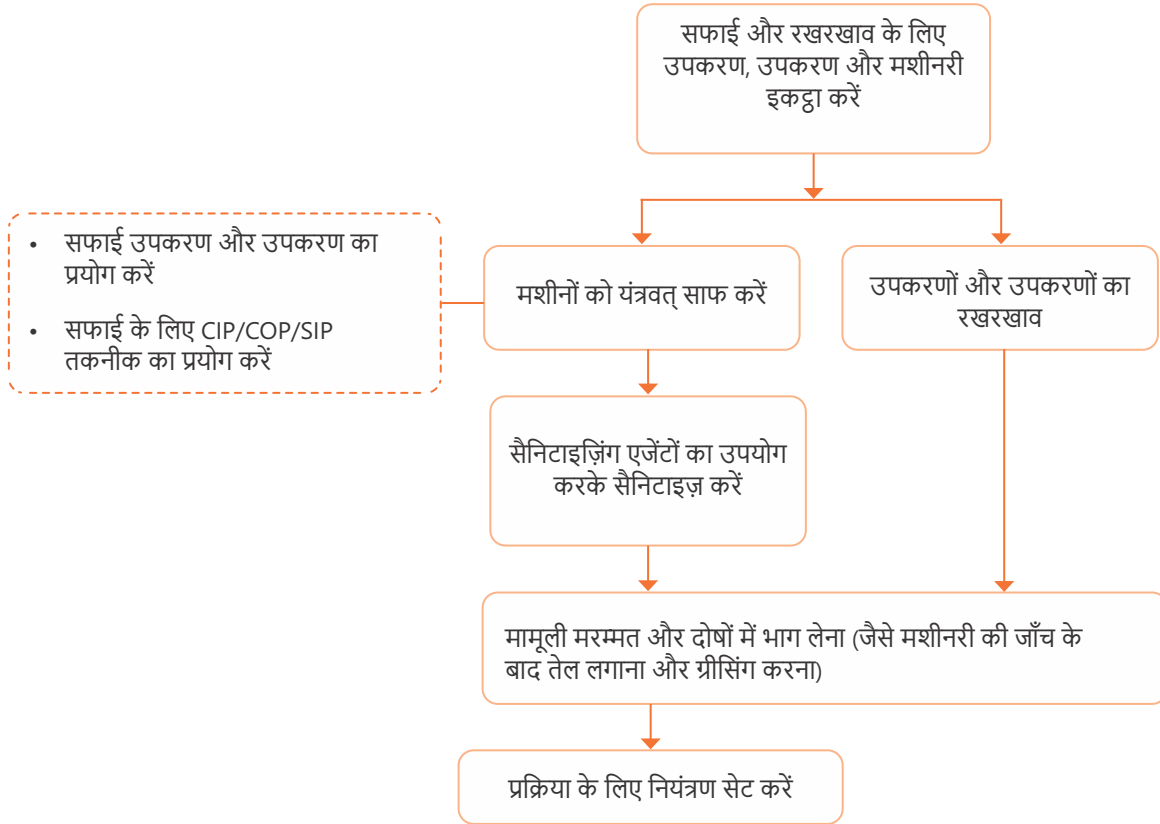 सफाई और रखरखाव के लिए
उपकरण, उपकरण और मशीनरी
इकट्ठा करें
• सफाई उपकरण और उपकरण का
प्रयोग करें
• सफाई के लिए CIP/COP/SIP
तकनीक का प्रयोग करें
मशीनों को यंत्रवत् साफ करें
उपकरणों और उपकरणों का
रखरखाव
सैनिटाइज़िंग एजेंटों का उपयोग
करके सैनिटाइज़ करें
मामूली मरम्मत और दोषों में भाग लेना (जैसे मशीनरी की जाँच के
बाद तेल लगाना और ग्रीसिंग करना)
प्रक्रिया के लिए नियंत्रण सेट करें